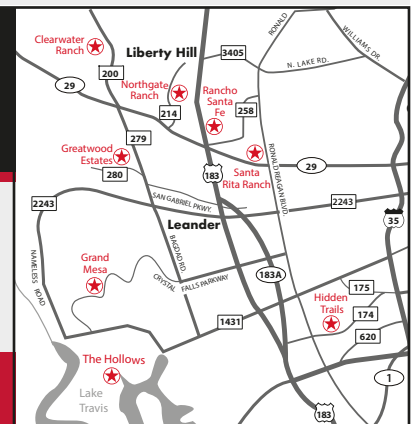 Clearwater
Ranch
Liberty Hill
RONALD
WILLIAMS DR.
3405
N. LAKE RD.
200
29
Northgate
Ranch
Rancho
Santa
Fe
258
214
279
Greatwood
Estates
280
183
Santa
Rita Ranch
29
RONALD REAGAN BLVD.
2243
SAN GABRIEL PKWY.
2243
35
Leander
NAMELESS ROAD
BAGDAD RD.
Grand
Mesa
CRYSTAL FALLS PARKWAY
183A
175
Hidden
Trails
174
1431
620
The Hollows
Lake
Travis
1
183